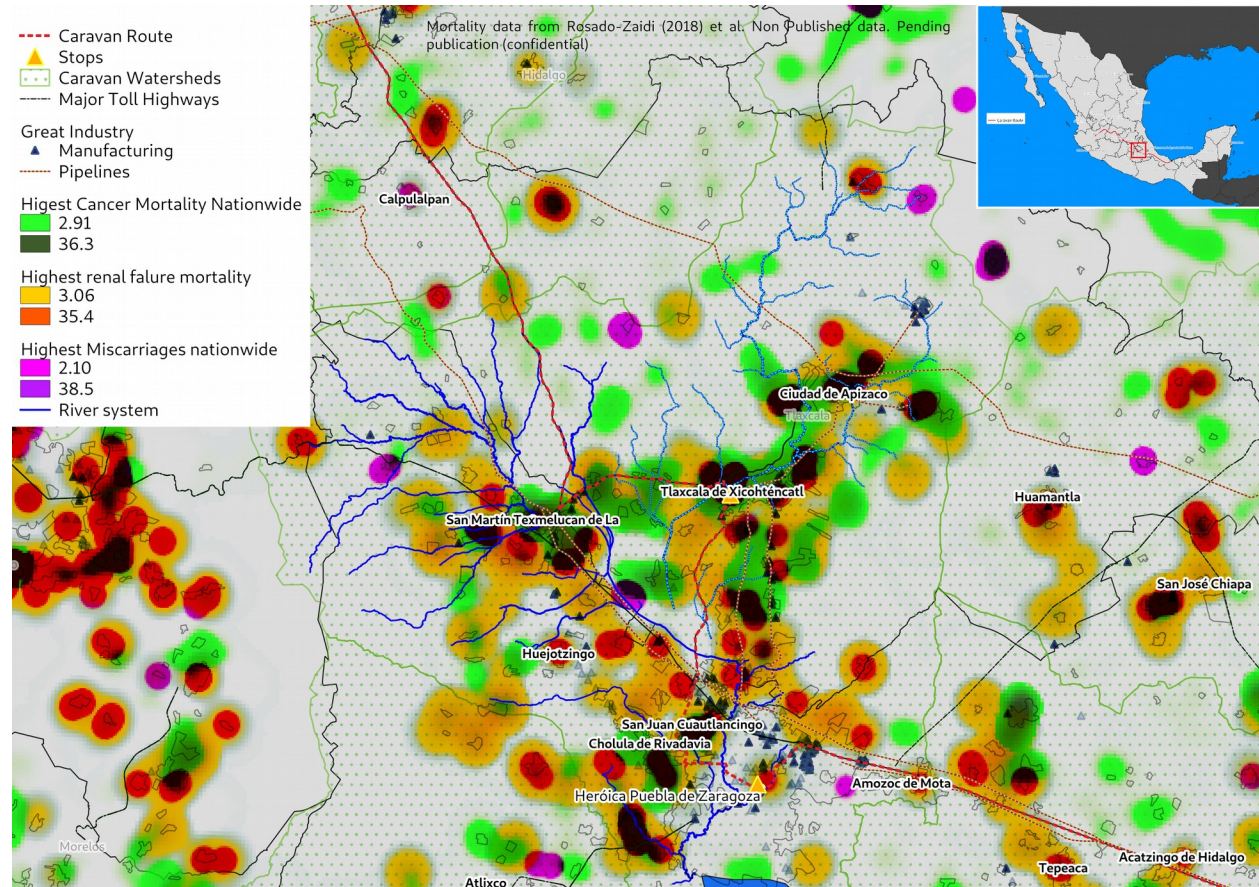 Mortality data from Rosado-Zaidi (2018) et al. Non Published data. Pending
publication (confidential)
Caravan Route
Stops
Caravan Watersheds
Major Toll Highways
Great Industry
Manufacturing
Pipelines
Higest Cancer Mortality Nationwide
2.91
36.3
Highest renal falure mortality
3.06
35.4
Highest Miscarriages nationwide
2.10
38.5
River system
Caravan Route
Hidalgo
Calpulalpan
Ciudad de Apizaco
Tlaxcala
Tlaxcala de Xicohténcatl
Huamantla
San Martín Texmelucan de La
San José Chiapa
Huejotzingo
San Juan Cuautlancingo
Cholula de Rivadavia
Amozoc de Mota
Heróica Puebla de Zaragoza
Morelos
Acatzingo de Hidalgo
Tepeaca
Atlixco